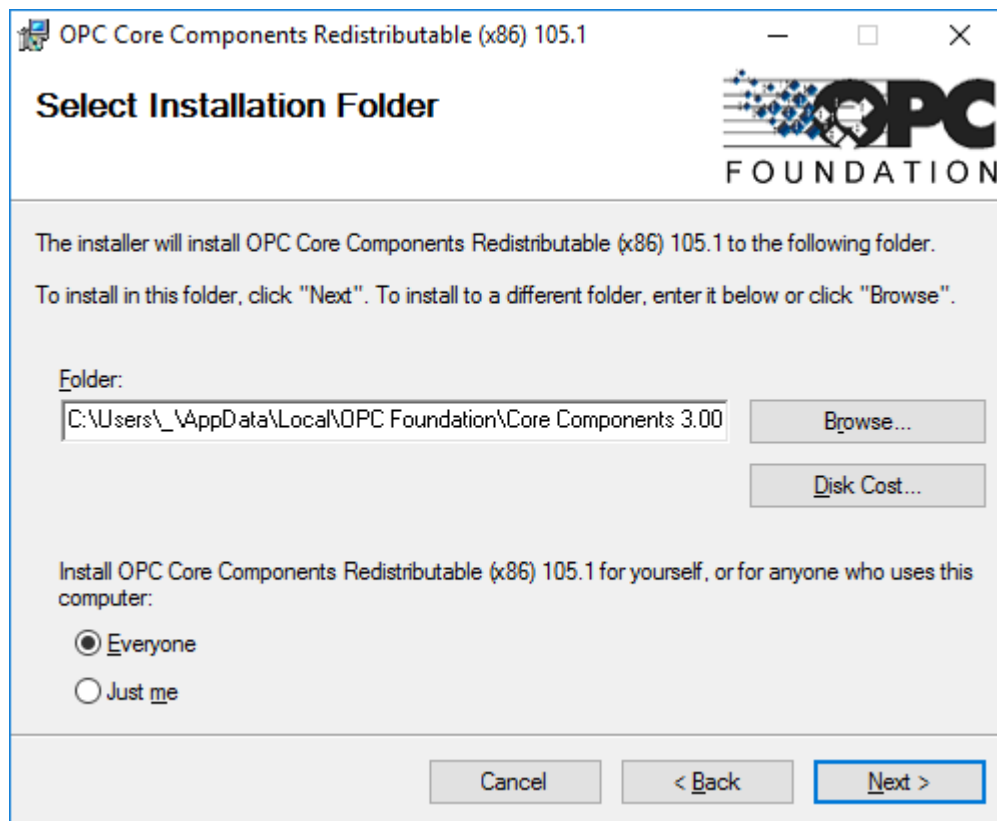 OPC Core Components Redistributable (x86) 105.1
Select Installation Folder
OPC
FOUNDATION
The installer will install OPC Core Components Redistributable (x86) 105.1 to the following folder.
To install in this folder, click "Next". To install to a different folder, enter it below or click "Browse".
Folder:
C:\Users\_\AppData\Local\OPC Foundation\Core Components 3.00
Browse...
Disk Cost...
Install OPC Core Components Redistributable (x86) 105.1 for yourself, or for anyone who uses this
computer:
Everyone
Just me
Cancel
< Back
Next >